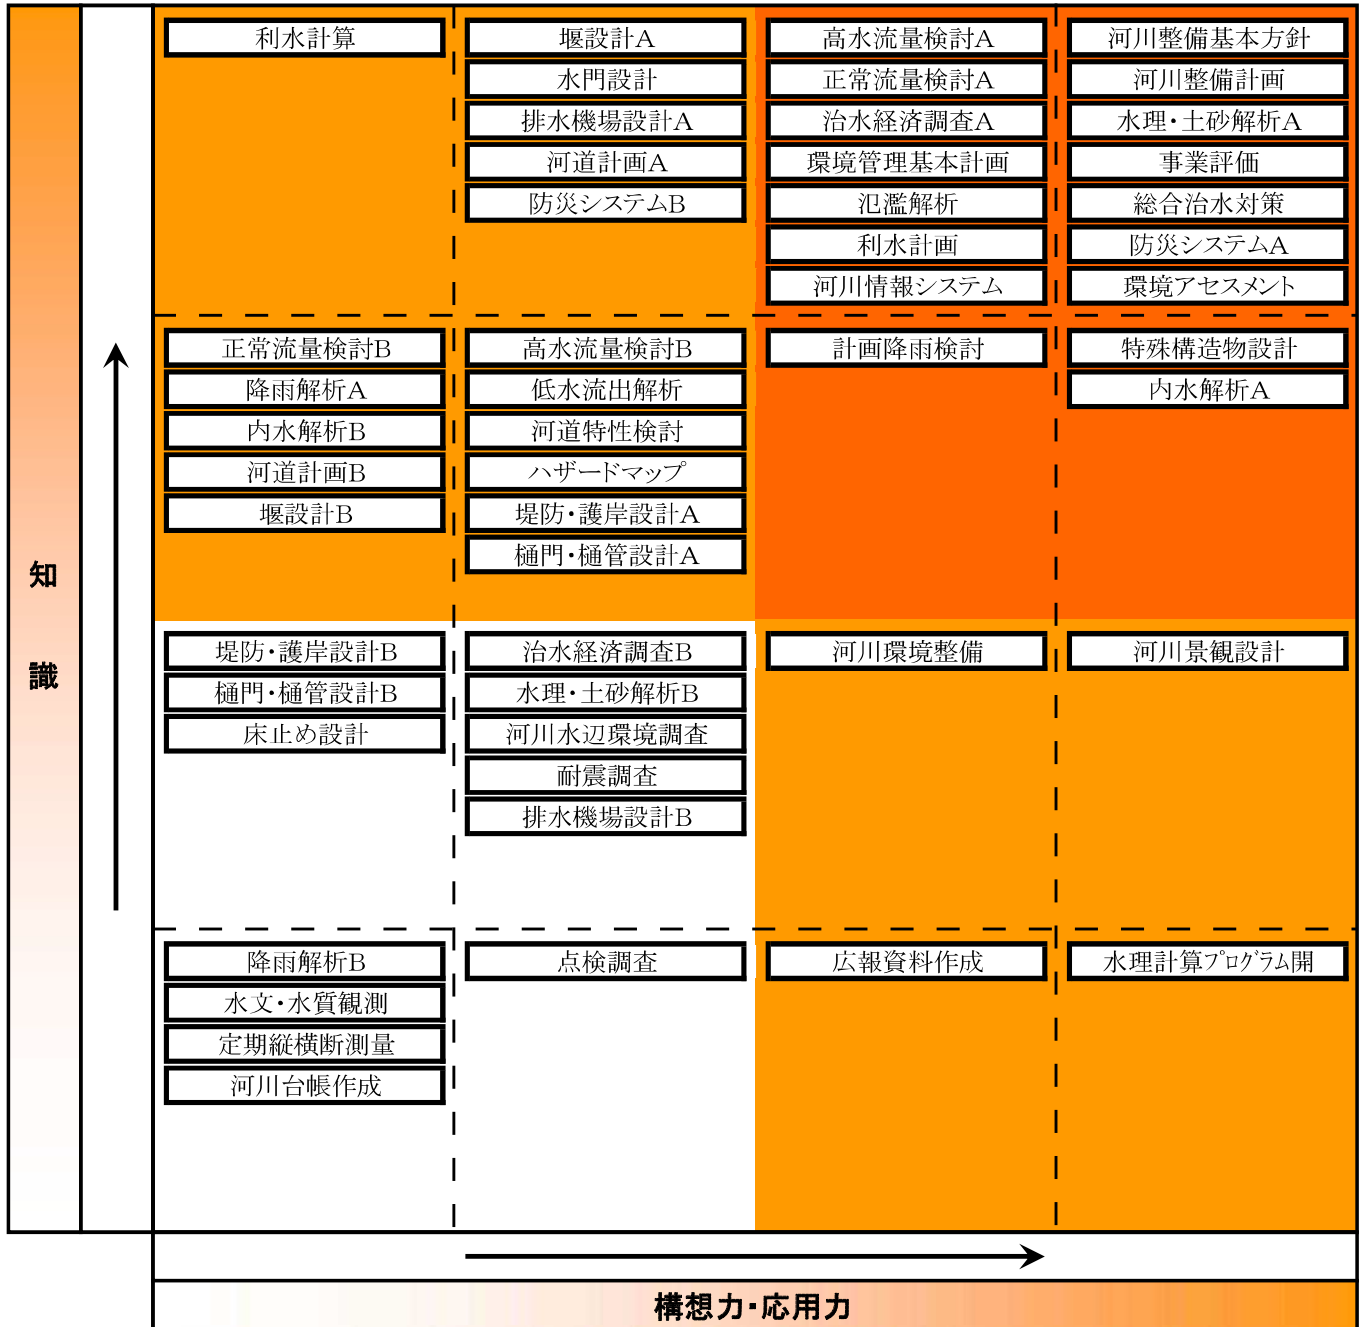 利水計算
堰設計A
高水流量検討A
河川整備基本方針
水門設計
正常流量検討A
河川整備計画
排水機場設計A
治水経済調査A
水理・土砂解析A
河道計画A
環境管理基本計画
事業評価
防災システムB
氾濫解析
総合治水対策
利水計画
防災システムA
河川情報システム
環境アセスメント
正常流量検討B
高水流量検討B
計画降雨検討
特殊構造物設計
降雨解析A
低水流出解析
内水解析A
内水解析B
河道特性検討
河道計画B
ハザードマップ
堰設計B
堤防・護岸設計A
樋門・樋管設計A
知
識
堤防・護岸設計B
治水経済調査B
河川環境整備
河川景観設計
樋門・樋管設計B
水理・土砂解析B
床止め設計
河川水辺環境調査
耐震調査
排水機場設計B
降雨解析B
点検調査
広報資料作成
水理計算プログラム開
水文・水質観測
定期縦横断測量
河川台帳作成
構想力・応用力